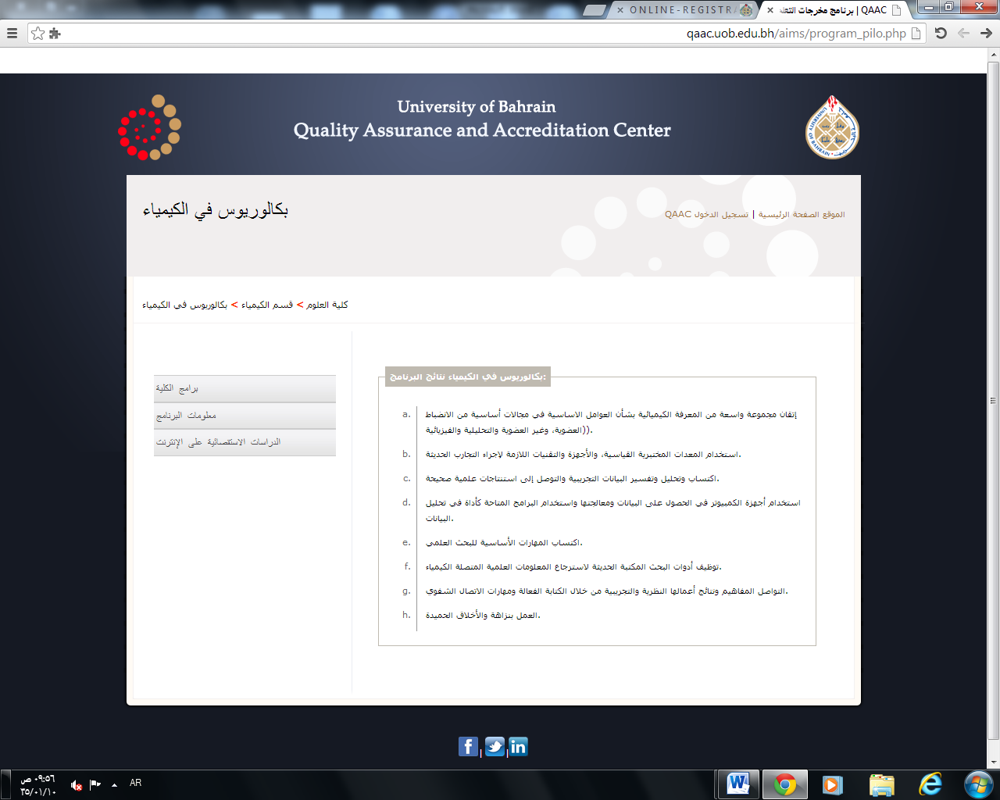 QAAC | برنامج مخرجات التقلـ
ONLINE-REGISTRA
qaac.uob.edu.bh/aims/program_pilo.php
University of Bahrain
Quality Assurance and Accreditation Center
بكالوريوس في الكيمياء
الموقع الصفحة الرئيسية | تسجيل الدخول QAAC
كلية العلوم > قسم الكيمياء > بكالوريوس في الكيمياء
برامج الكلية
معلومات البرنامج
الدراسات الاستقصائية على الإنترنت
بكالوريوس في الكيمياء نتائج البرنامج:
a. إتقان مجموعة واسعة من المعرفة الكيميائية بشأن العوامل الاساسية في مجالات أساسية من الانضباط
العضوية، وغير العضوية والتحليلية والفيزيائية)).
b. استخدام المعدات المختبرية القياسية، والأجهزة والتقنيات اللازمة لإجراء التجارب الحديثة.
c. اكتساب وتحليل وتفسير البيانات التجريبية والتوصل إلى استنتاجات علمية صحيحة.
d. استخدام أجهزة الكمبيوتر في الحصول على البيانات ومعالجتها واستخدام البرامج المتاحة كأداة في تحليل
البيانات.
e. اكتساب المهارات الأساسية للبحث العلمي.
f. توظيف أدوات البحث المكتبة الحديثة لاسترجاع المعلومات العلمية المتصلة الكيمياء.
g. التواصل المفاهيم ونتائج أعمالها النظرية والتجريبية من خلال الكتابة الفعالة ومهارات الاتصال الشفوي.
h. العمل بنزاهة والأخلاق الحميدة.
AR
٠٩:٥٦ ص
٣٥/٠١/١٠